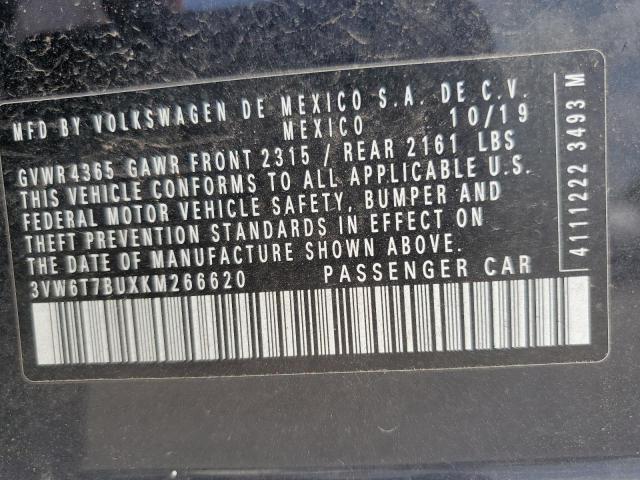 MFD BY VOLKSWAGEN DE MEXICO S.A. DE C.V.
MEXICO 10/19
GVWR 4365 GAWR FRONT 2315 / REAR 2161 LBS
THIS VEHICLE CONFORMS TO ALL APPLICABLE U.S.
FEDERAL MOTOR VEHICLE SAFETY, BUMPER AND
THEFT PREVENTION STANDARDS IN EFFECT ON
THE DATE OF MANUFACTURE SHOWN ABOVE.
3VW6T7BUXKM266620 PASSENGER CAR
4111222 3493 M